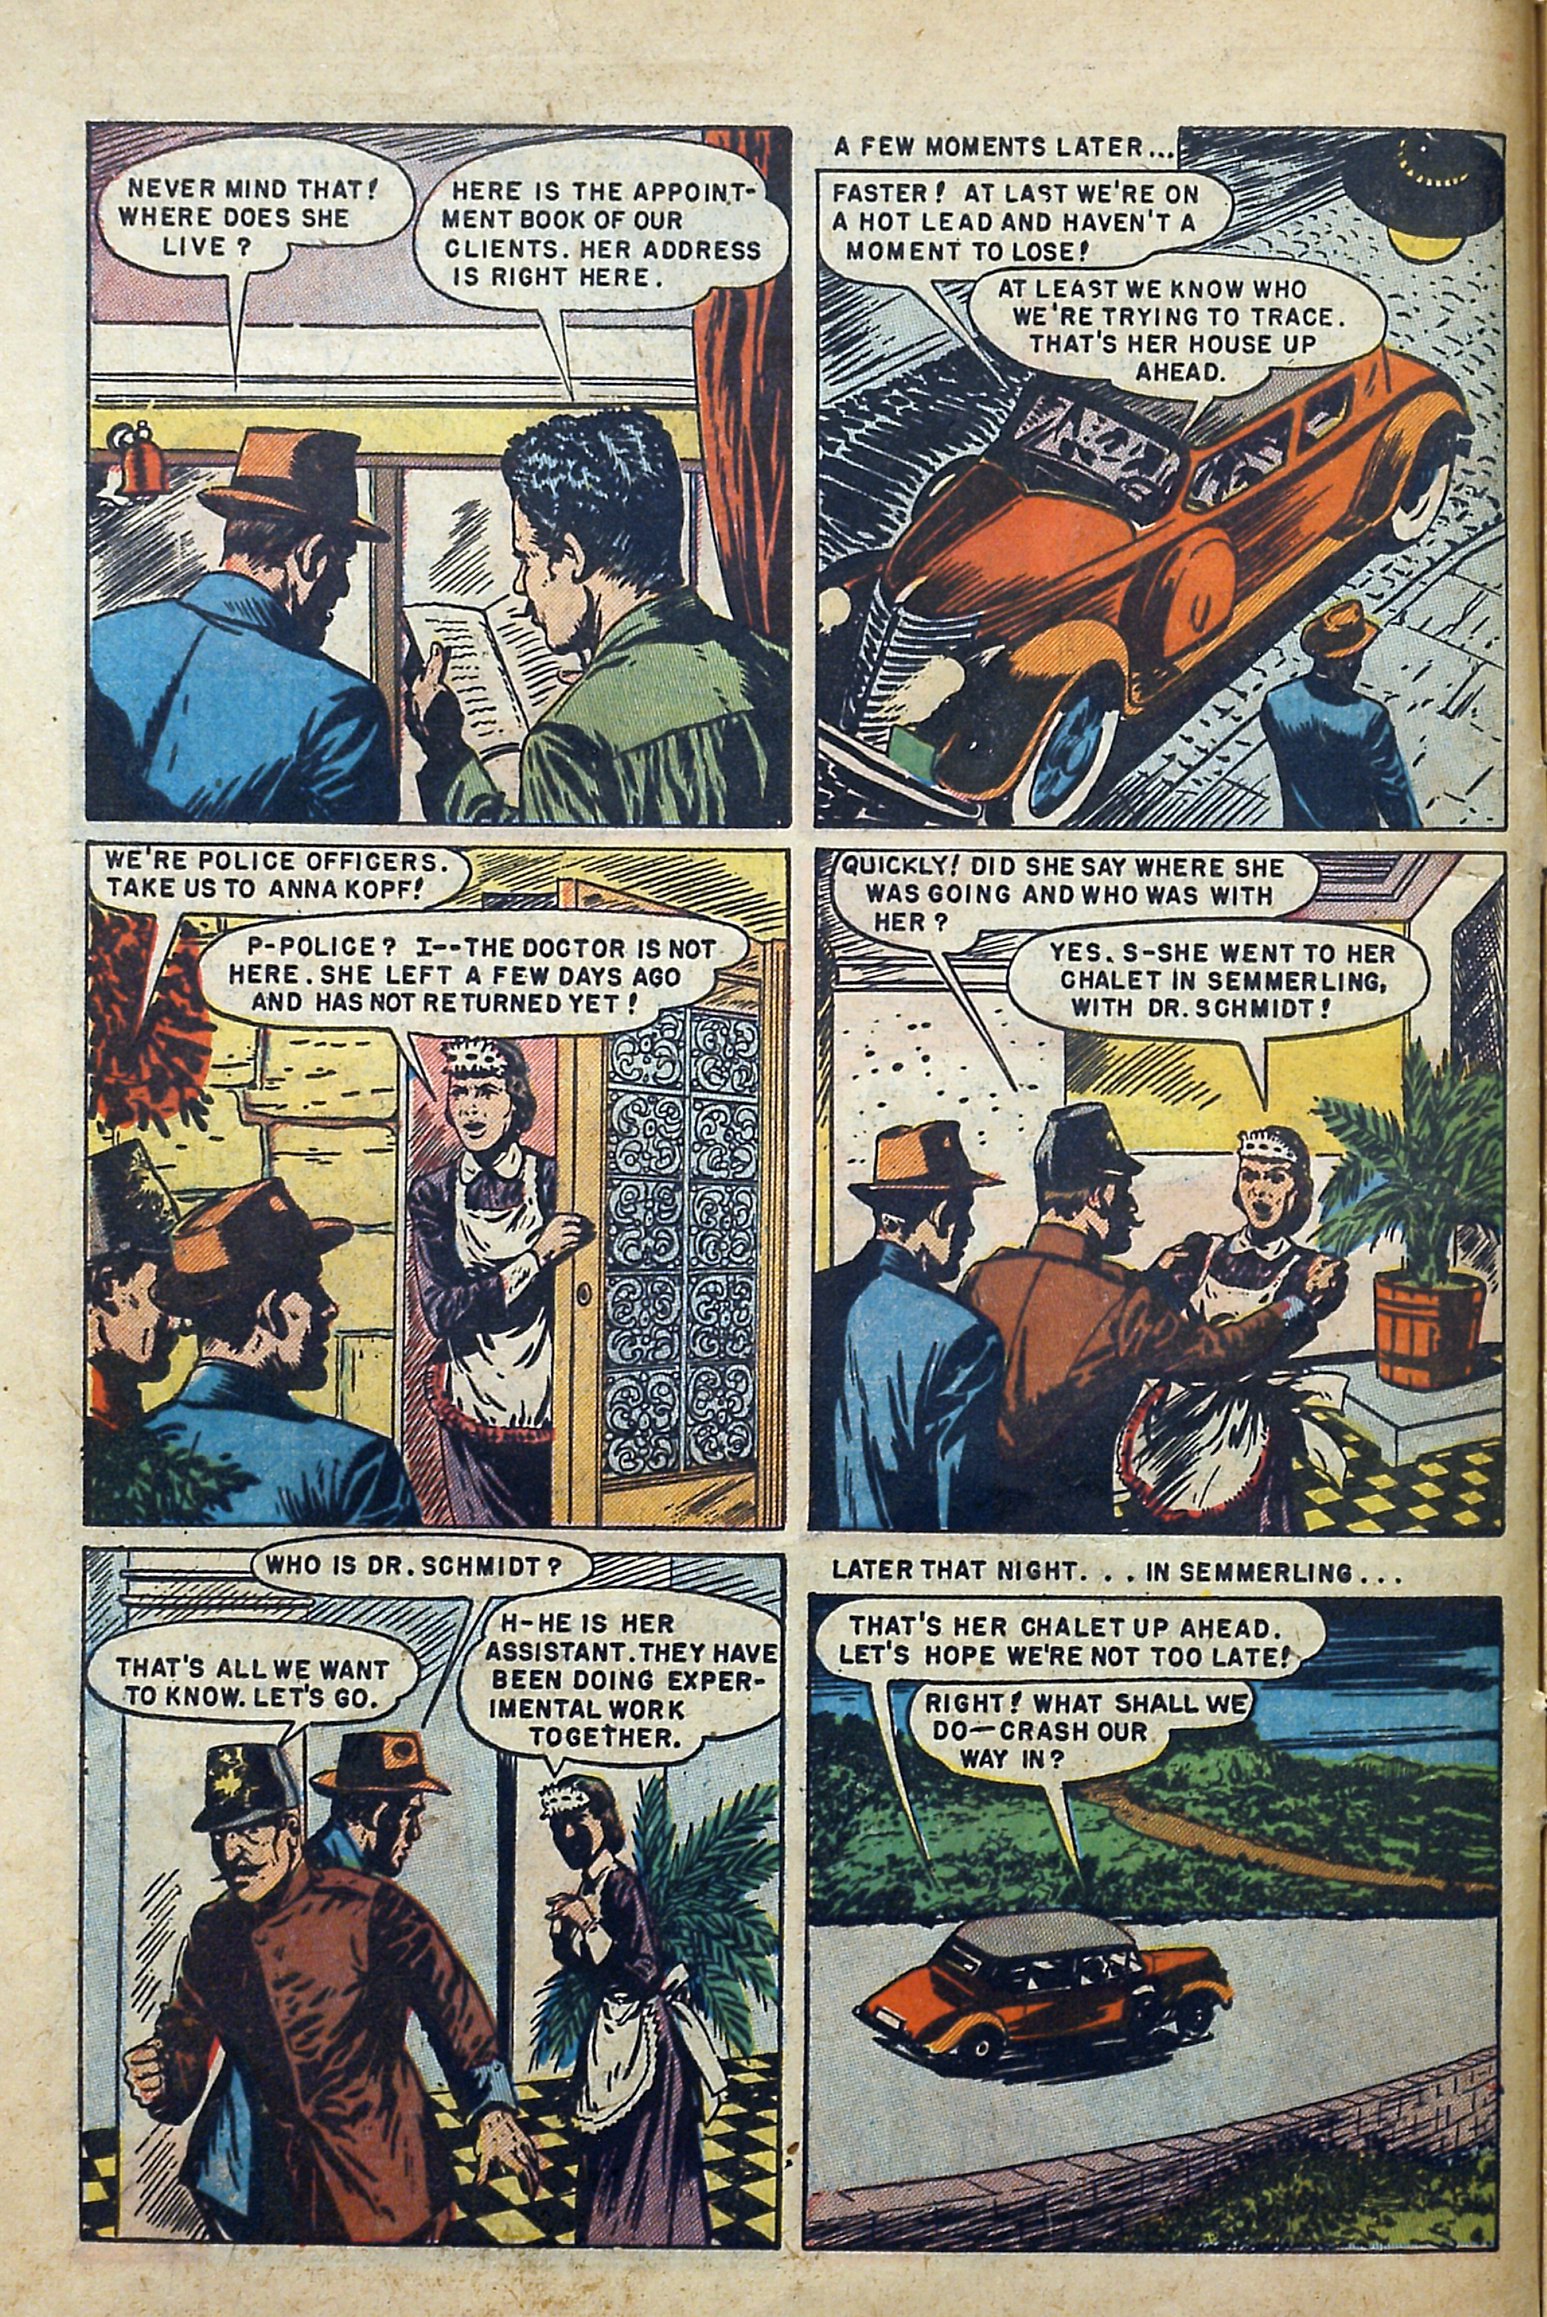 NEVER MIND THAT!
WHERE DOES SHE
LIVE?
HERE IS THE APPOINT-
MENT BOOK OF OUR
CLIENTS. HER ADDRESS
IS RIGHT HERE.
A FEW MOMENTS LATER...
FASTER! AT LAST WE'RE ON
A HOT LEAD AND HAVEN'T A
MOMENT TO LOSE!
AT LEAST WE KNOW WHO
WE'RE TRYING TO TRACE.
THAT'S HER HOUSE UP
AHEAD.
WE'RE POLICE OFFICERS.
TAKE US TO ANNA KOPF!
P-POLICE? I--THE DOCTOR IS NOT
HERE. SHE LEFT A FEW DAYS AGO
AND HAS NOT RETURNED YET!
QUICKLY! DID SHE SAY WHERE SHE
WAS GOING AND WHO WAS WITH
HER?
YES. S-SHE WENT TO HER
CHALET IN SEMMERLING,
WITH DR. SCHMIDT!
WHO IS DR. SCHMIDT?
H-HE IS HER
ASSISTANT. THEY HAVE
BEEN DOING EXPER-
IMENTAL WORK
TOGETHER.
THAT'S ALL WE WANT
TO KNOW. LET'S GO.
LATER THAT NIGHT. . . IN SEMMERLING...
THAT'S HER CHALET UP AHEAD.
LET'S HOPE WE'RE NOT TOO LATE!
RIGHT! WHAT SHALL WE
DO—CRASH OUR
WAY IN?